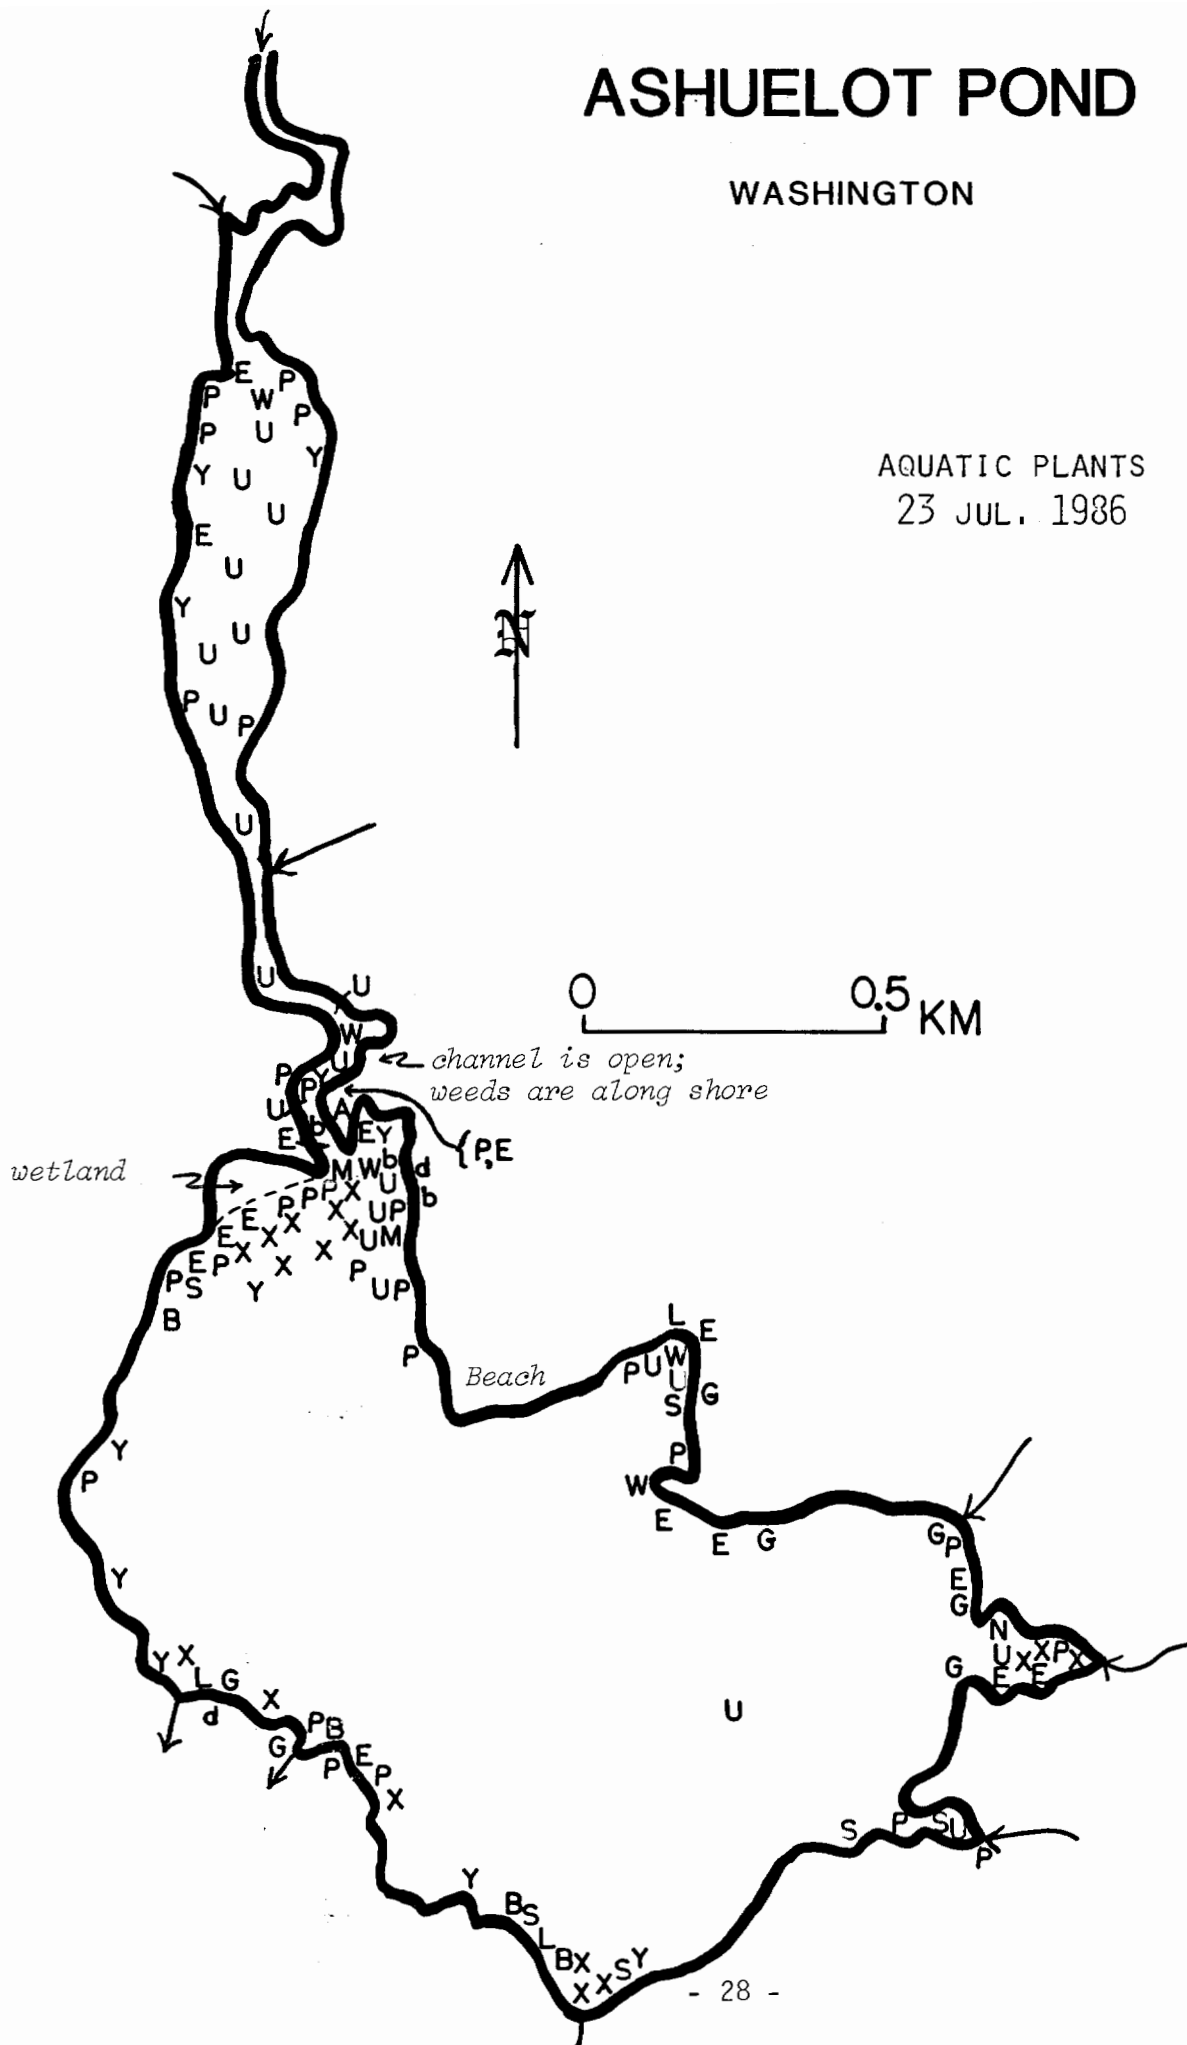 ASHUELOT POND
WASHINGTON
AQUATIC PLANTS
23 JUL. 1986
N
E
P W P
P U P
Y U Y
U
E
U
Y
U
U
P U P
U
U U
0 0.5 KM
Y
W
U
channel is open;
weeds are along shore
P P Y
U A
b
E E Y
{P,E
wetland
M W b d
P P P X U b
E X X U P
E X X X U M
E P X X P
P S Y U P
B
P
Beach
L E
P U W
U G
S
P
W
E
E G
Y
P
G P
E
G
Y
N
U X X P X
G E E
Y X
L G
d X
U
P B
G P E
P
X
S P S U
P
Y
B S
L
B X
X X S Y
- 28 -